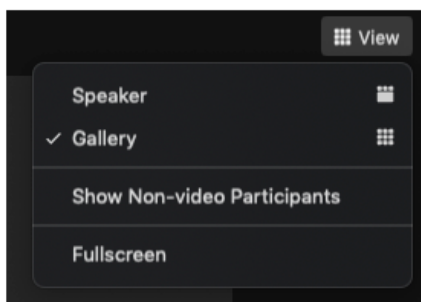 View
Speaker
Gallery
Show Non-video Participants
Fullscreen